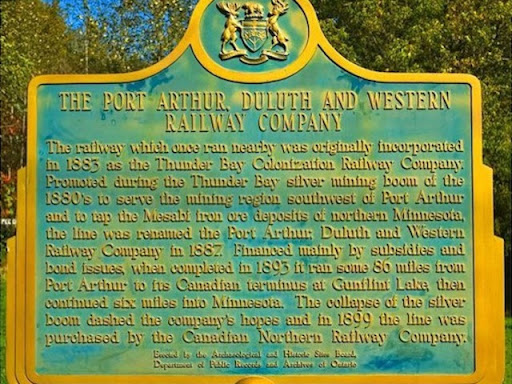 THE PORT ARTHUR, DULUTH AND WESTERN
RAILWAY COMPANY
The railway which once ran nearby was originally incorporated
in 1883 as the Thunder Bay Colonization Railway Company.
Promoted during the Thunder Bay silver mining boom of the
1880's to serve the mining region southwest of Port Arthur
and to tap the Mesabi iron ore deposits of northern Minnesota,
the line was renamed the Port Arthur, Duluth and Western
Railway Company in 1887. Financed mainly by subsidies and
bond issues, when completed in 1893 it ran some 86 miles from
Port Arthur to its Canadian terminus at Gunflint Lake, then
continued six miles into Minnesota. The collapse of the silver
boom dashed the company's hopes and in 1899 the line was
purchased by the Canadian Northern Railway Company.
Erected by the Archaeological and Historic Sites Board,
Department of Public Records and Archives of Ontario